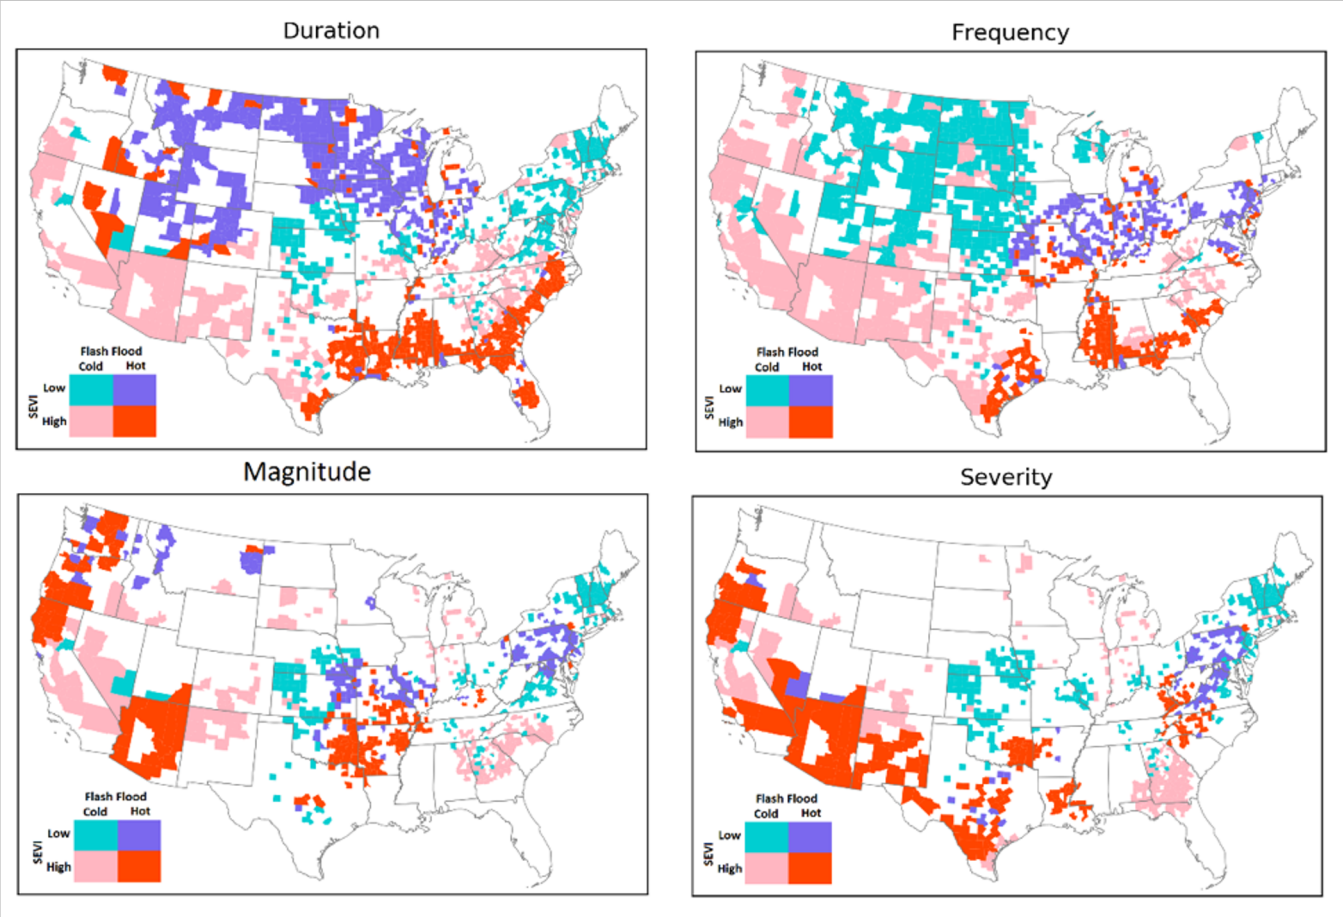 Duration
Flash Flood
Cold Hot
Low
SEVI
High
Frequency
Flash Flood
Cold Hot
Low
SEVI
High
Magnitude
Flash Flood
Cold Hot
Low
SEVI
High
Severity
Flash Flood
Cold Hot
Low
SEVI
High